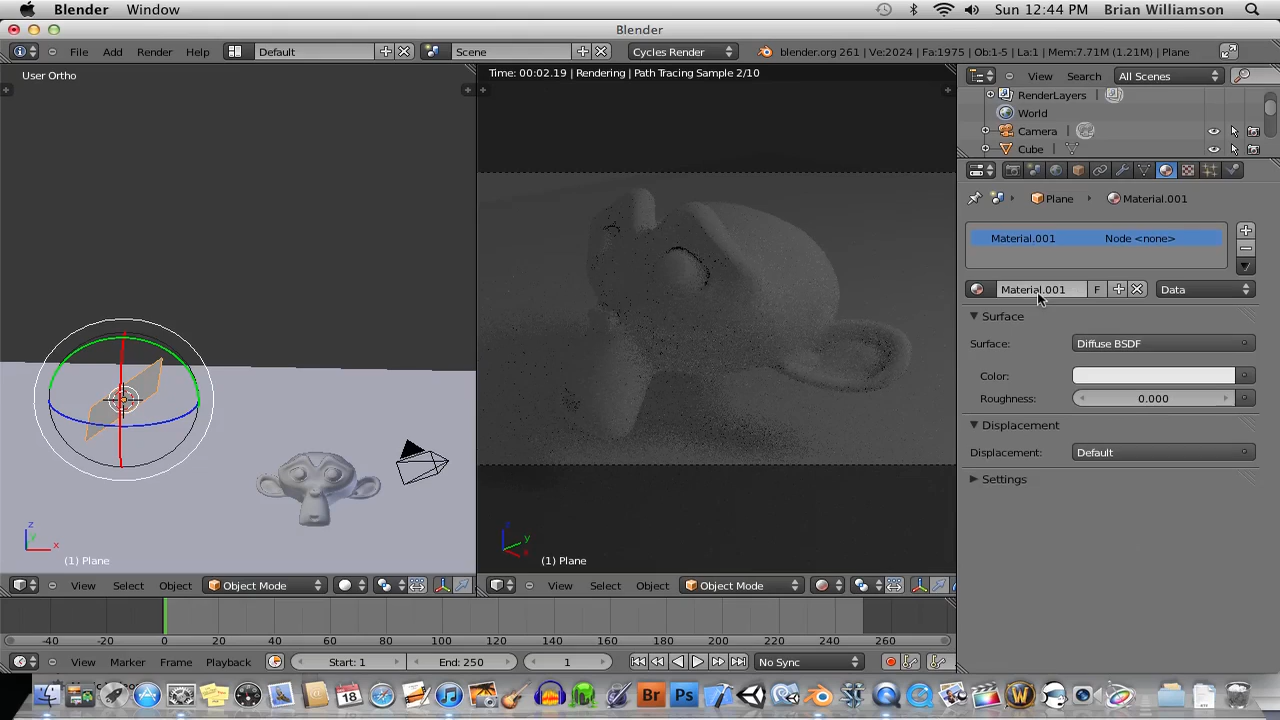 Blender Window Sun 12:44 PM Brian Williamson
Blender
File Add Render Help Default Scene Cycles Render blender.org 261 | Ve:2024 | Fa:1975 | Ob:1-5 | La:1 | Mem:7.71M (1.21M) | Plane
User Ortho
Time: 00:02.19 | Rendering | Path Tracing Sample 2/10
View Search All Scenes
RenderLayers
World
Camera
Cube
Plane Material.001
Material.001 Node <none>
Material.001 F Data
Surface
Surface: Diffuse BSDF
Color:
Roughness: 0.000
Displacement
Displacement: Default
Settings
z
y
x
(1) Plane
z
y
x
(1) Plane
View Select Object Object Mode
View Select Object Object Mode
-40 -20 0 20 40 60 80 100 120 140 160 180 200 220 240 260
View Marker Frame Playback Start: 1 End: 250 1 No Sync
18
Br Ps W